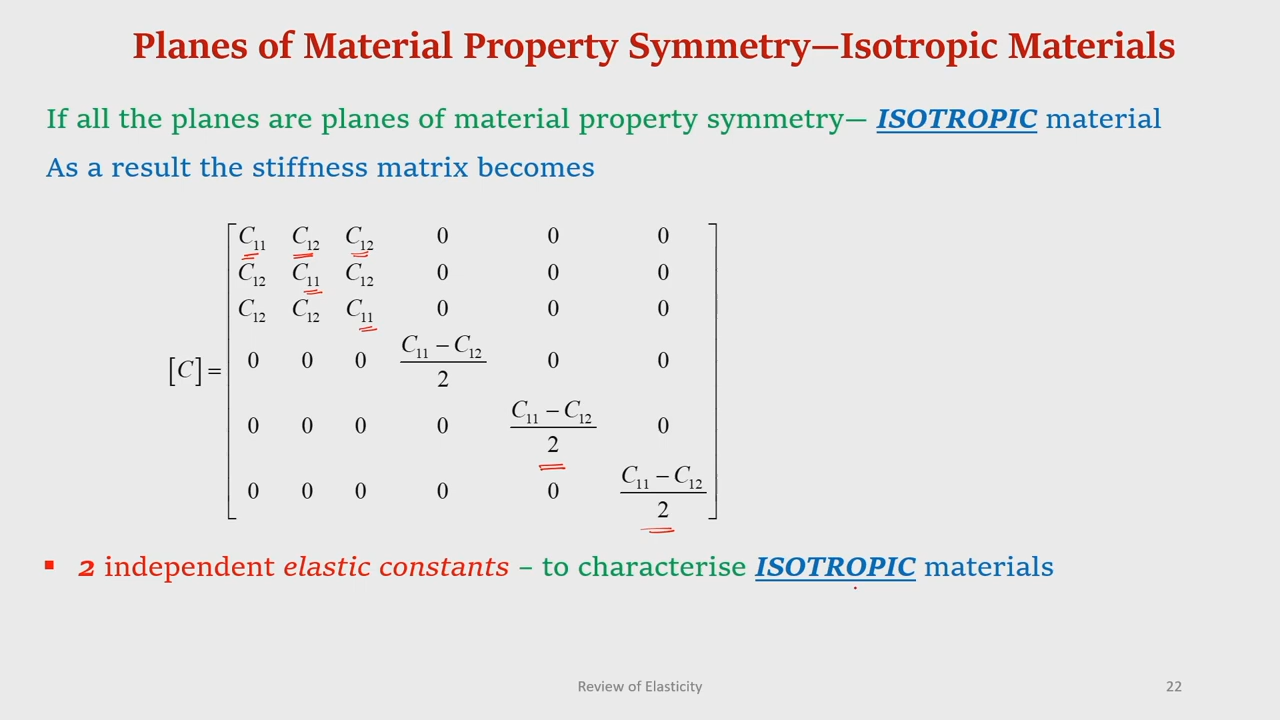 Planes of Material Property Symmetry—Isotropic Materials
If all the planes are planes of material property symmetry— ISOTROPIC material
As a result the stiffness matrix becomes
C₁₁ C₁₂ C₁₂ 0 0 0
C₁₂ C₁₁ C₁₂ 0 0 0
C₁₂ C₁₂ C₁₁ 0 0 0
[C] = 0 0 0 (C₁₁ − C₁₂)/2 0 0
0 0 0 0 (C₁₁ − C₁₂)/2 0
0 0 0 0 0 (C₁₁ − C₁₂)/2
▪ 2 independent elastic constants – to characterise ISOTROPIC materials
Review of Elasticity 22